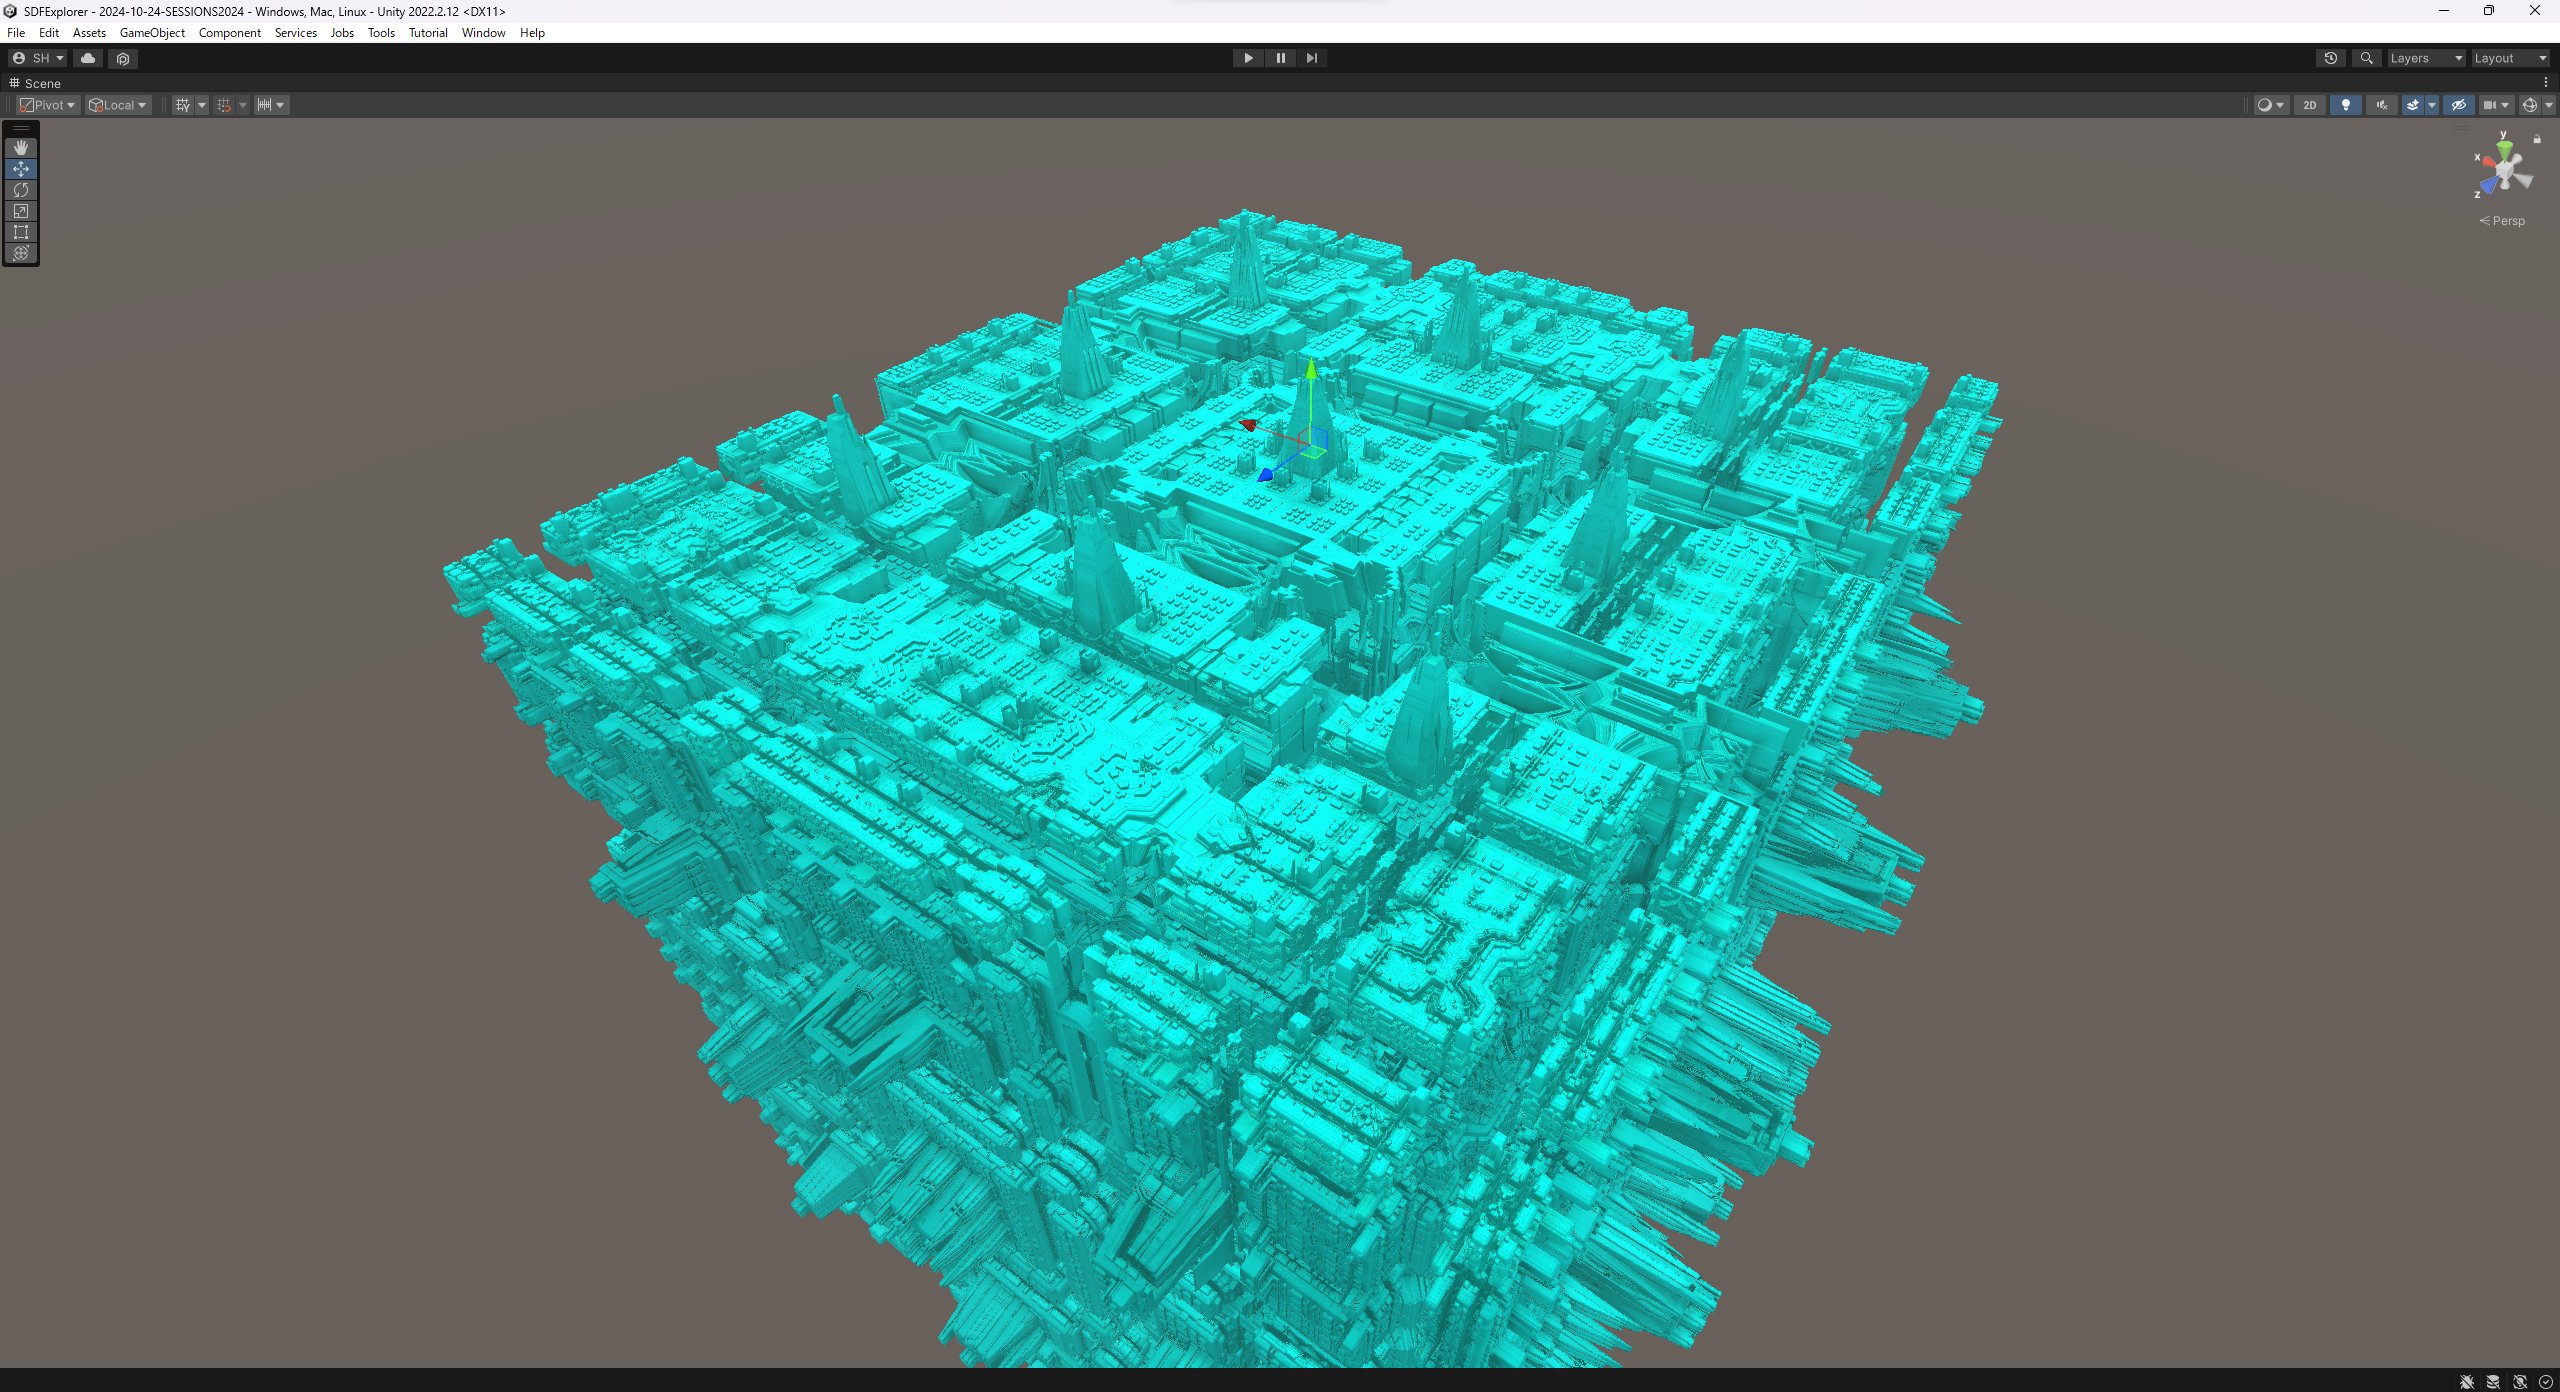 SDFExplorer - 2024-10-24-SESSIONS2024 - Windows, Mac, Linux - Unity 2022.2.12 <DX11>
File Edit Assets GameObject Component Services Jobs Tools Tutorial Window Help
SH Layers Layout
Scene
Pivot Local 2D
y
x
z
Persp